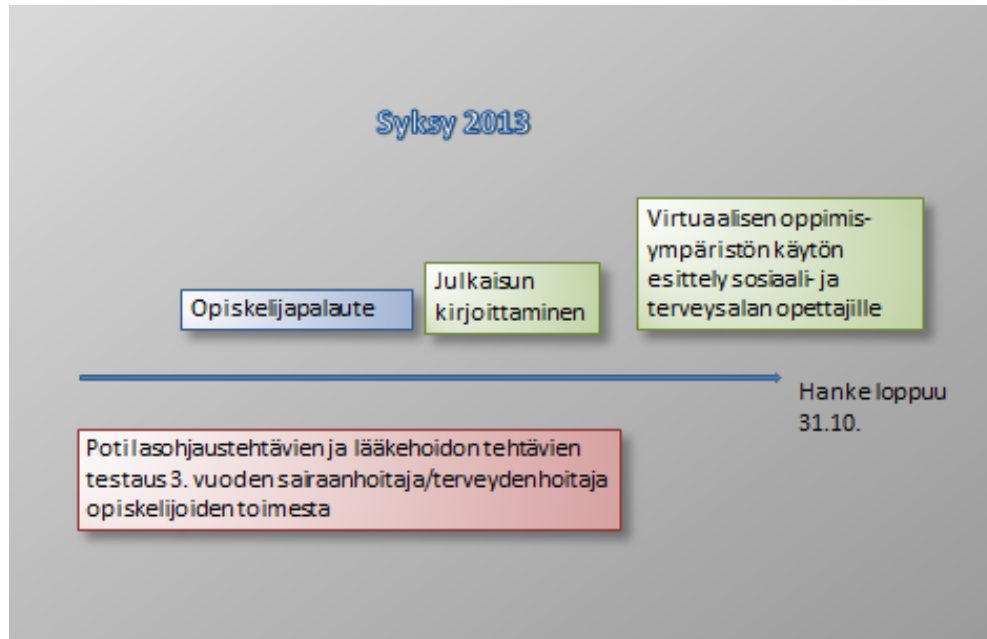 Syksy 2013
Opiskelijapalaute
Julkaisun
kirjoittaminen
Virtuaalisen oppimis-
ympäristön käytön
esittely sosiaali- ja
terveysalan opettajille
Hanke loppuu
31.10.
Potilasohjaustehtävien ja lääkehoidon tehtävien
testaus 3. vuoden sairaanhoitaja/terveydenhoitaja
opiskelijoiden toimesta